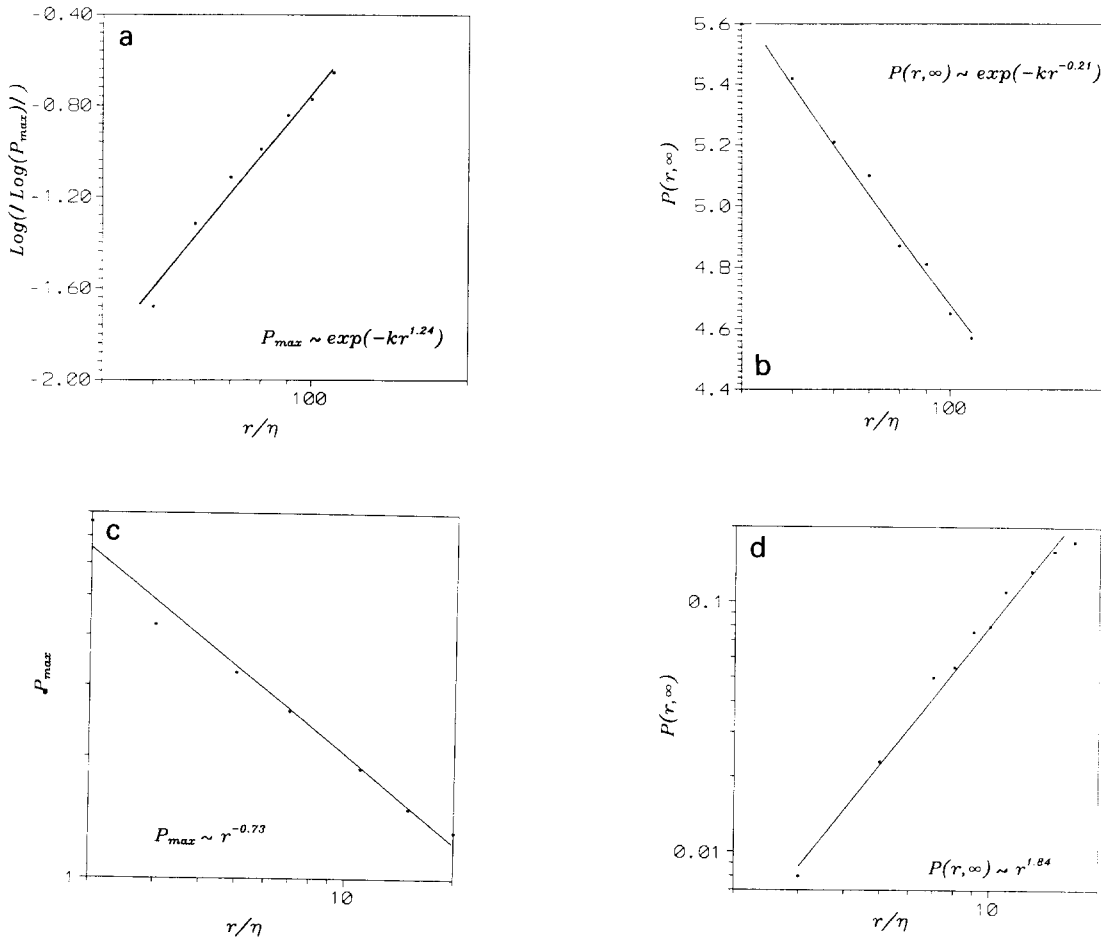 a
-0.40
-0.80
-1.20
-1.60
-2.00
Log(/Log(P_max)/)
P_max ~ exp(-kr^1.24)
100
r/η
b
5.6
5.4
5.2
5.0
4.8
4.6
4.4
P(r,∞)
P(r,∞) ~ exp(-kr^-0.21)
100
r/η
c
P_max
1
P_max ~ r^-0.73
10
r/η
d
0.1
0.01
P(r,∞)
P(r,∞) ~ r^1.84
10
r/η